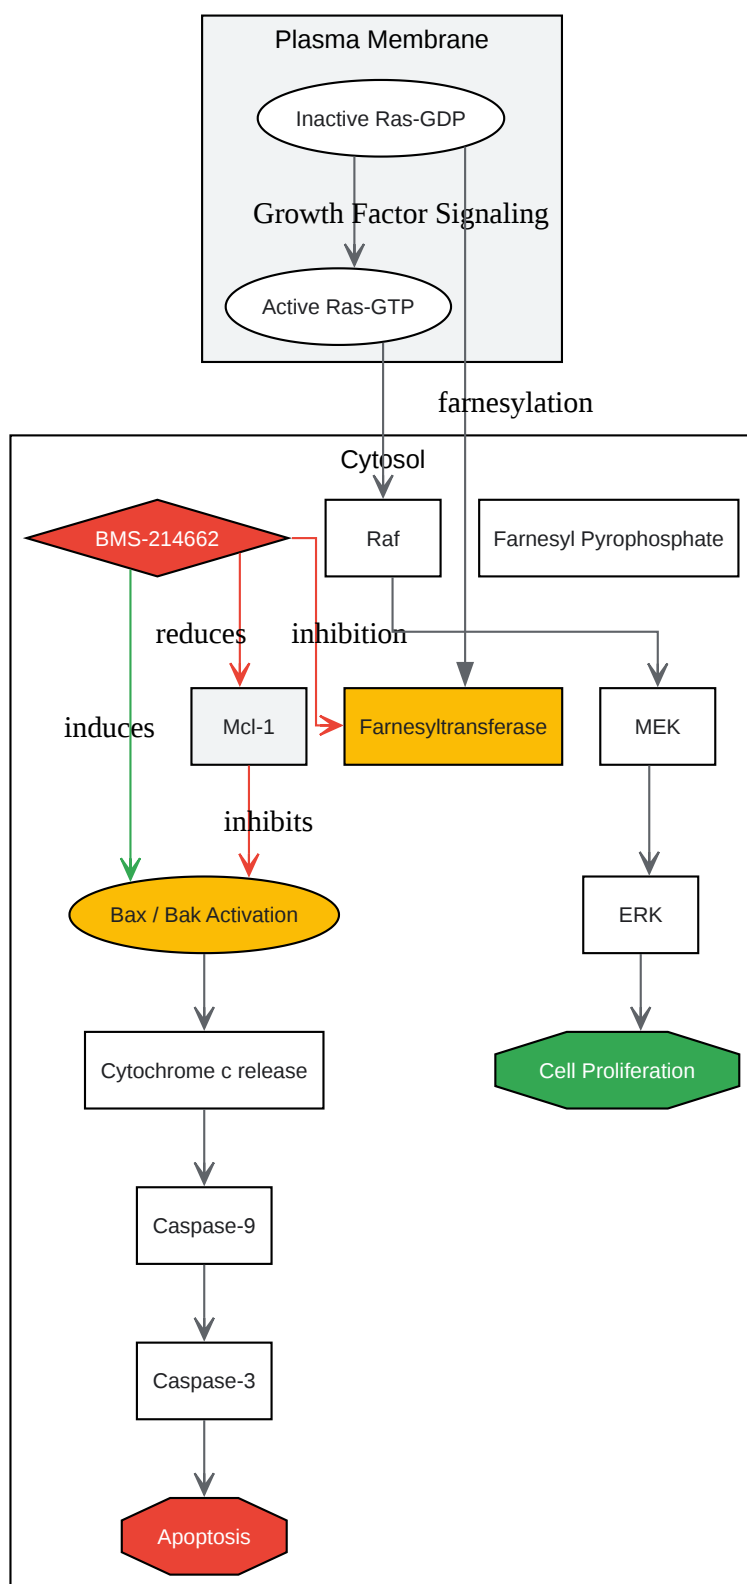 Plasma Membrane
Inactive Ras-GDP
Growth Factor Signaling
Active Ras-GTP
farnesylation
Cytosol
BMS-214662
Raf
Farnesyl Pyrophosphate
reduces
inhibition
induces
Mcl-1
Farnesyltransferase
MEK
inhibits
Bax / Bak Activation
ERK
Cytochrome c release
Cell Proliferation
Caspase-9
Caspase-3
Apoptosis